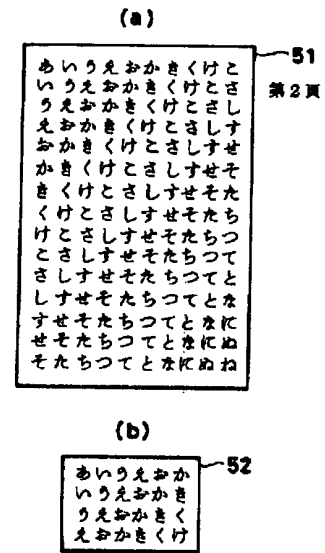 (a)
51
第2頁
あいうえおかきくけこ
いうえおかきくけこさ
うえおかきくけこさし
えおかきくけこさしす
おかきくけこさしすせ
かきくけこさしすせそ
きくけこさしすせそた
くけこさしすせそたち
けこさしすせそたちつ
こさしすせそたちつて
さしすせそたちつてと
しすせそたちつてとな
すせそたちつてとなに
せそたちつてとなにぬ
そたちつてとなにぬね
(b)
52
あいうえおか
いうえおかき
うえおかきく
えおかきくけ